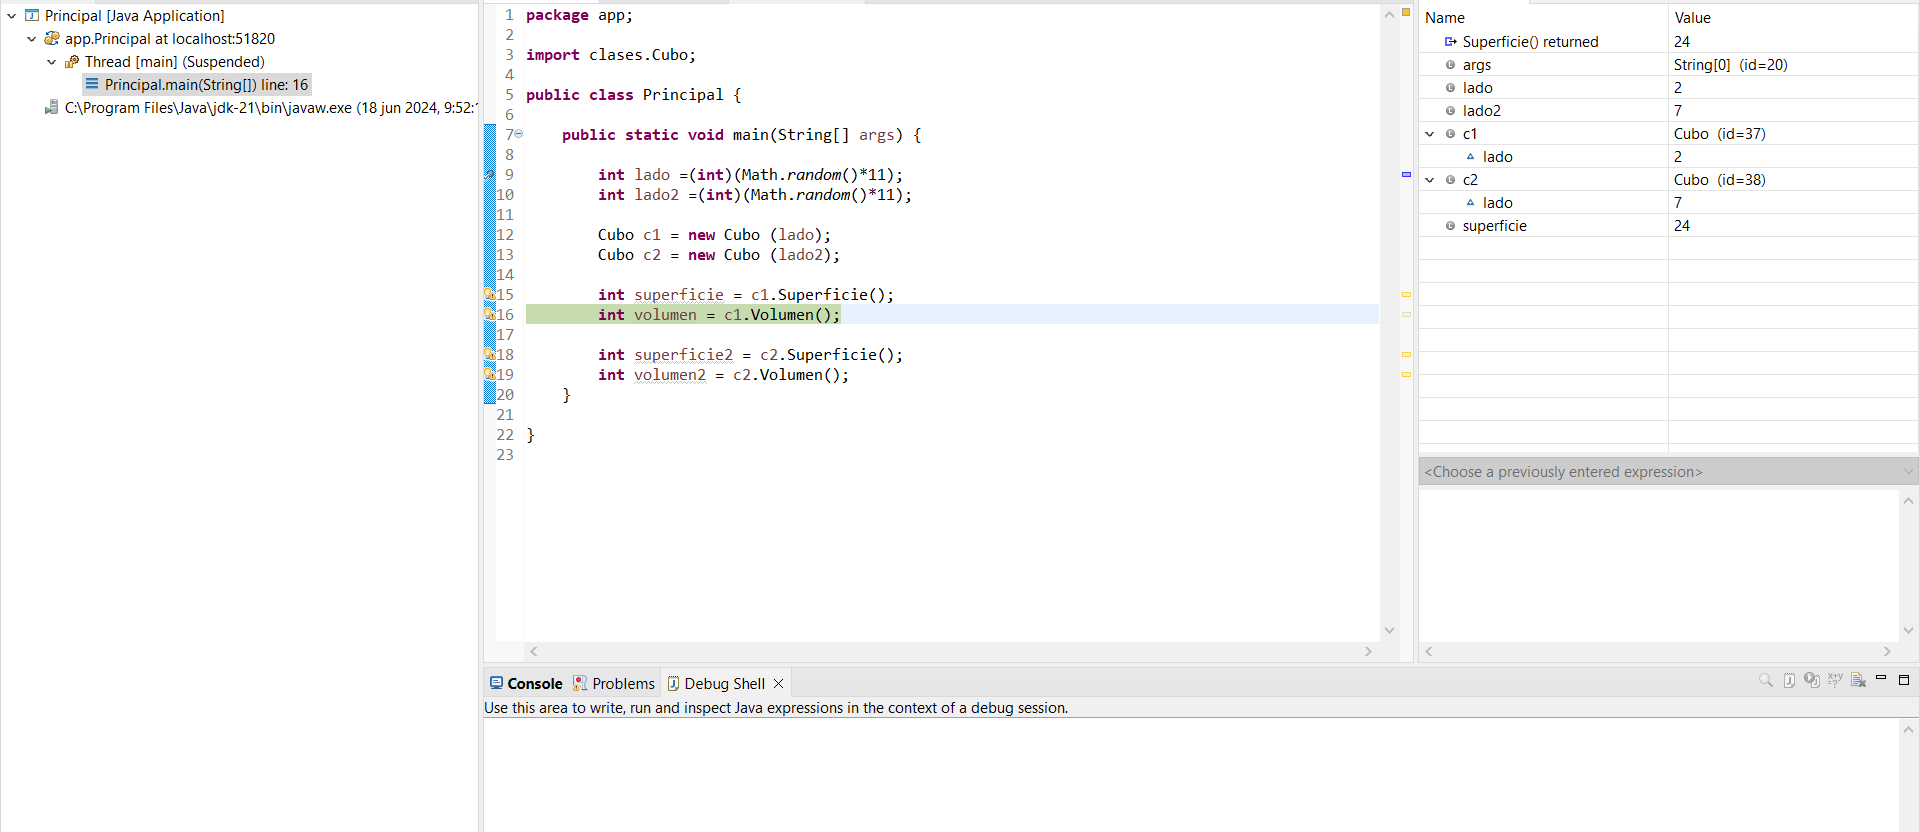 Principal [Java Application]
app.Principal at localhost:51820
Thread [main] (Suspended)
Principal.main(String[]) line: 16
C:\Program Files\Java\jdk-21\bin\javaw.exe (18 jun 2024, 9:52:
1 package app;
2
3 import clases.Cubo;
4
5 public class Principal {
6
7 public static void main(String[] args) {
8
9 int lado =(int)(Math.random()*11);
10 int lado2 =(int)(Math.random()*11);
11
12 Cubo c1 = new Cubo (lado);
13 Cubo c2 = new Cubo (lado2);
14
15 int superficie = c1.Superficie();
16 int volumen = c1.Volumen();
17
18 int superficie2 = c2.Superficie();
19 int volumen2 = c2.Volumen();
20 }
21
22 }
23
Name Value
Superficie() returned 24
args String[0] (id=20)
lado 2
lado2 7
c1 Cubo (id=37)
lado 2
c2 Cubo (id=38)
lado 7
superficie 24
<Choose a previously entered expression>
Console Problems Debug Shell
Use this area to write, run and inspect Java expressions in the context of a debug session.